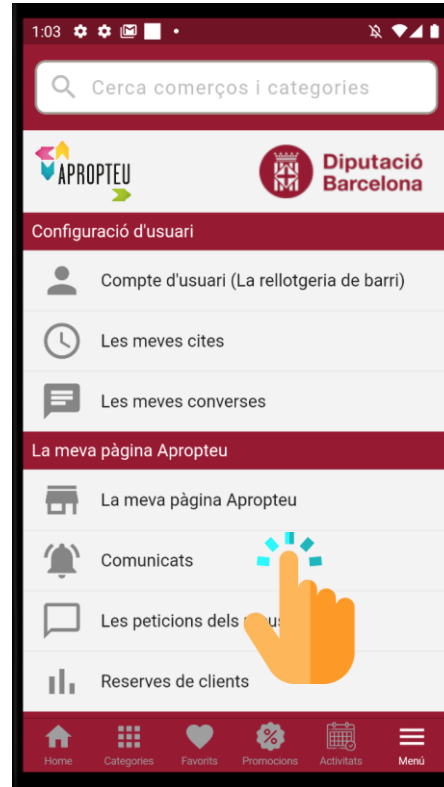 1:03
Cerca comerços i categories
APROPTEU
Diputació
Barcelona
Configuració d'usuari
Compte d'usuari (La rellotgeria de barri)
Les meves cites
Les meves converses
La meva pàgina Apropteu
La meva pàgina Apropteu
Comunicats
Les peticions dels
Reserves de clients
Home Categories Favorits Promocions Activitats Menú